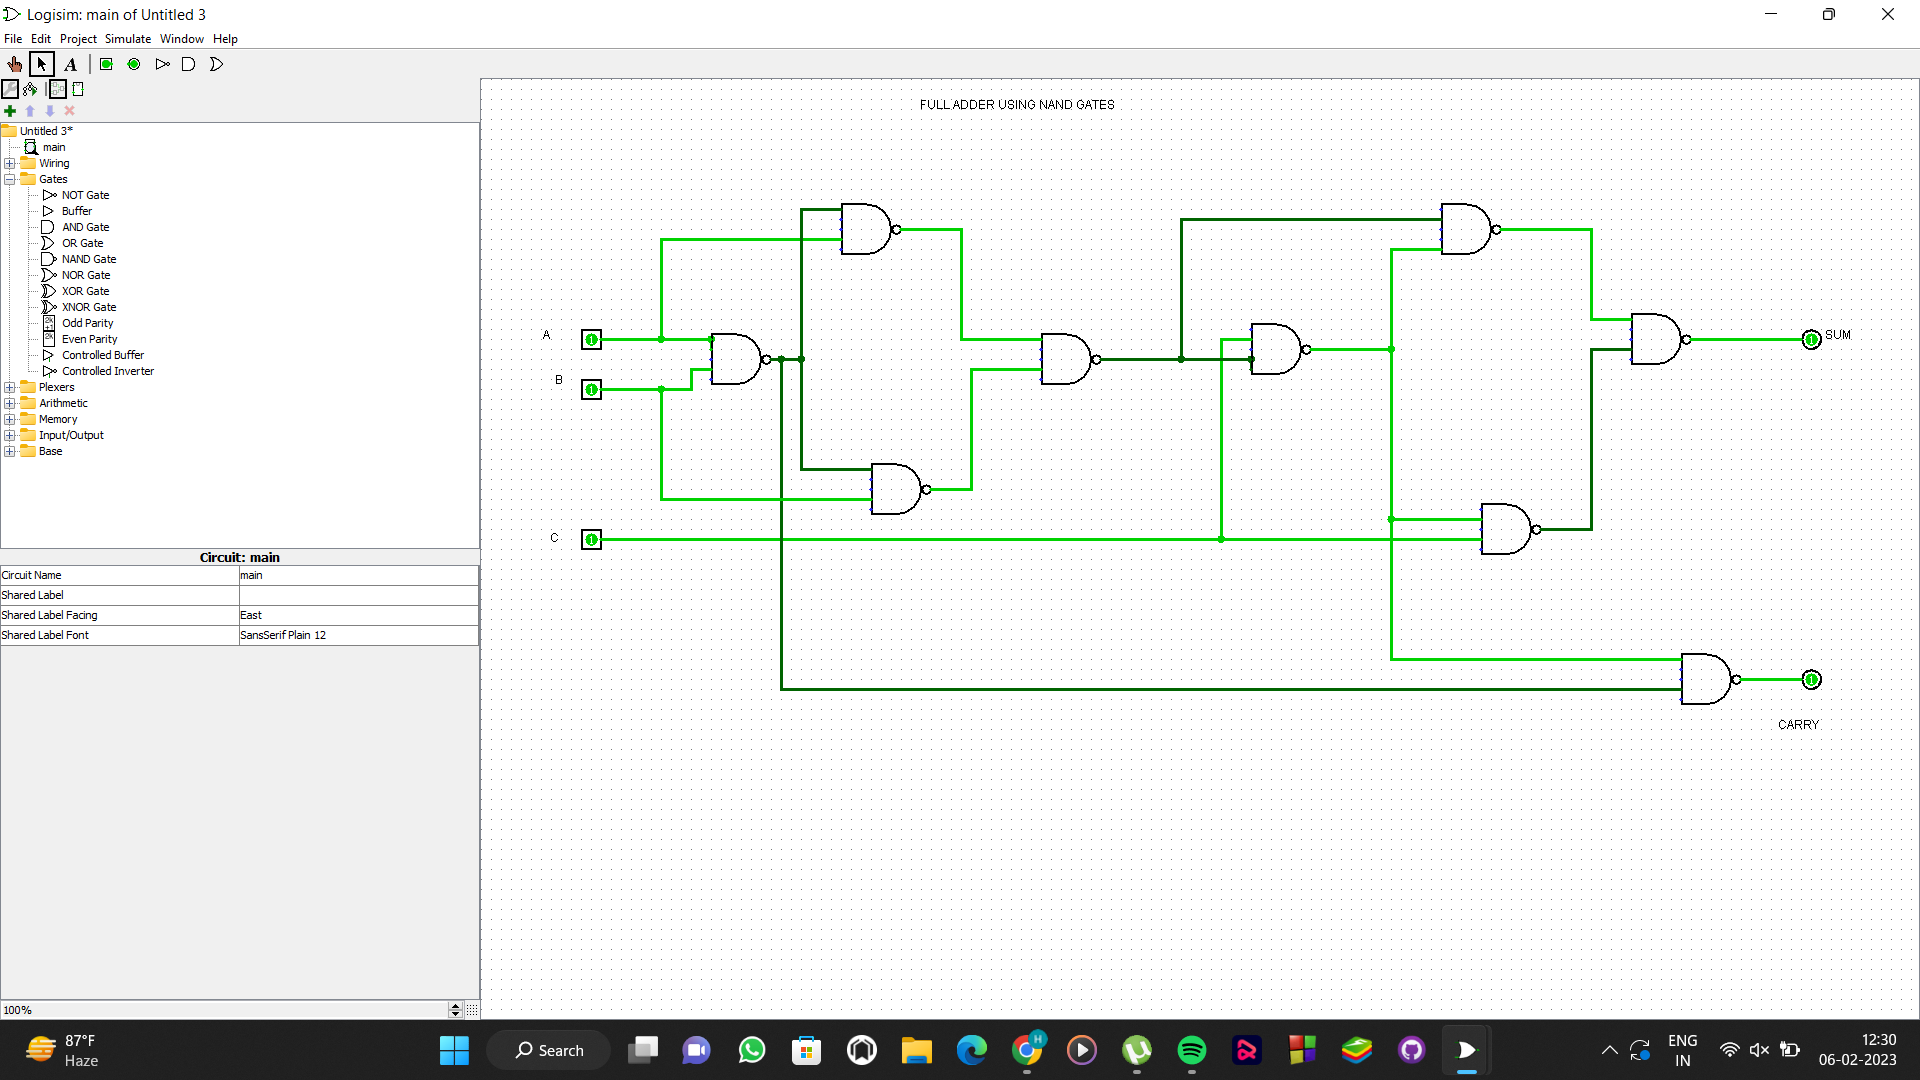 Logisim: main of Untitled 3
File Edit Project Simulate Window Help
A
FULL ADDER USING NAND GATES
Untitled 3*
main
Wiring
Gates
NOT Gate
Buffer
AND Gate
OR Gate
NAND Gate
NOR Gate
XOR Gate
XNOR Gate
Odd Parity
Even Parity
Controlled Buffer
Controlled Inverter
Plexers
Arithmetic
Memory
Input/Output
Base
A 1
B 1
C 1
1 SUM
1
CARRY
Circuit: main
Circuit Name main
Shared Label
Shared Label Facing East
Shared Label Font SansSerif Plain 12
100%
87°F
Haze
Search
H
ENG
IN
12:30
06-02-2023